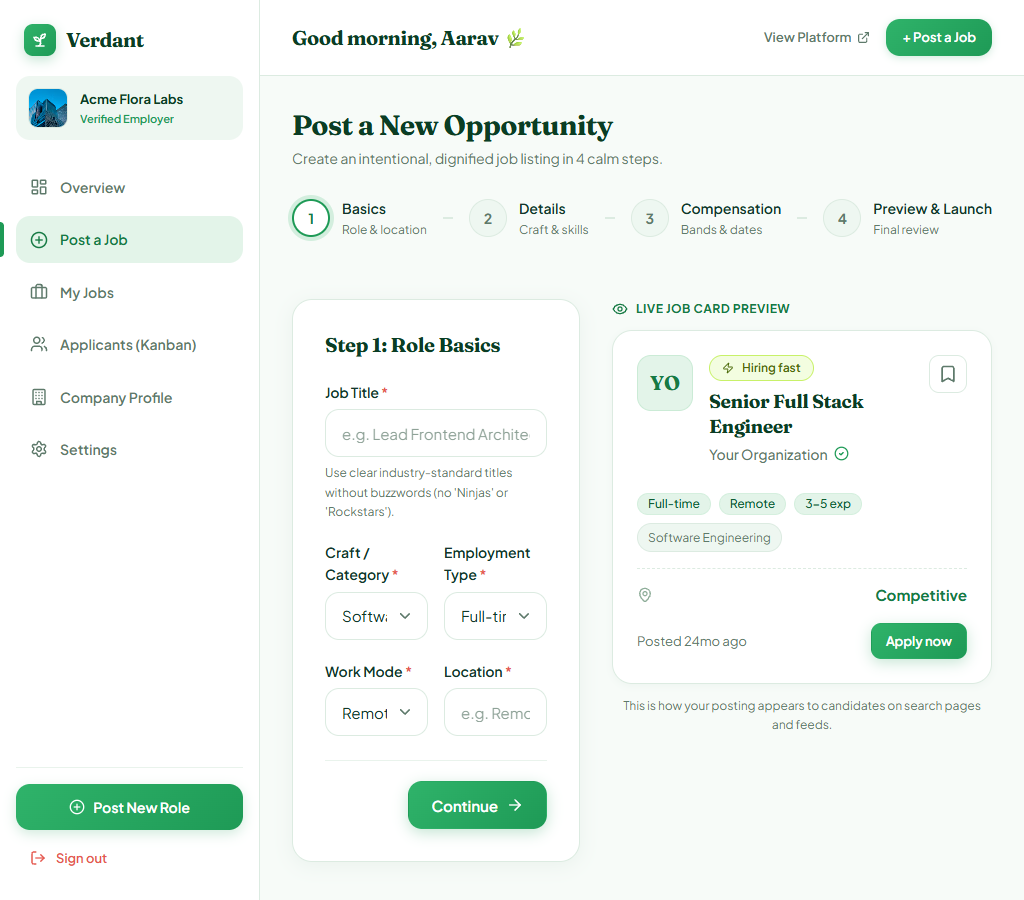 Verdant
Acme Flora Labs
Verified Employer
Overview
Post a Job
My Jobs
Applicants (Kanban)
Company Profile
Settings
Post New Role
Sign out
Good morning, Aarav 🌿
View Platform
+ Post a Job
Post a New Opportunity
Create an intentional, dignified job listing in 4 calm steps.
1
Basics
Role & location
2
Details
Craft & skills
3
Compensation
Bands & dates
4
Preview & Launch
Final review
Step 1: Role Basics
Job Title *
e.g. Lead Frontend Archite
Use clear industry-standard titles
without buzzwords (no 'Ninjas' or
'Rockstars').
Craft /
Category *
Softwa
Employment
Type *
Full-tir
Work Mode *
Remot
Location *
e.g. Remo
Continue
LIVE JOB CARD PREVIEW
YO
Hiring fast
Senior Full Stack
Engineer
Your Organization
Full-time
Remote
3–5 exp
Software Engineering
Competitive
Posted 24mo ago
Apply now
This is how your posting appears to candidates on search pages
and feeds.